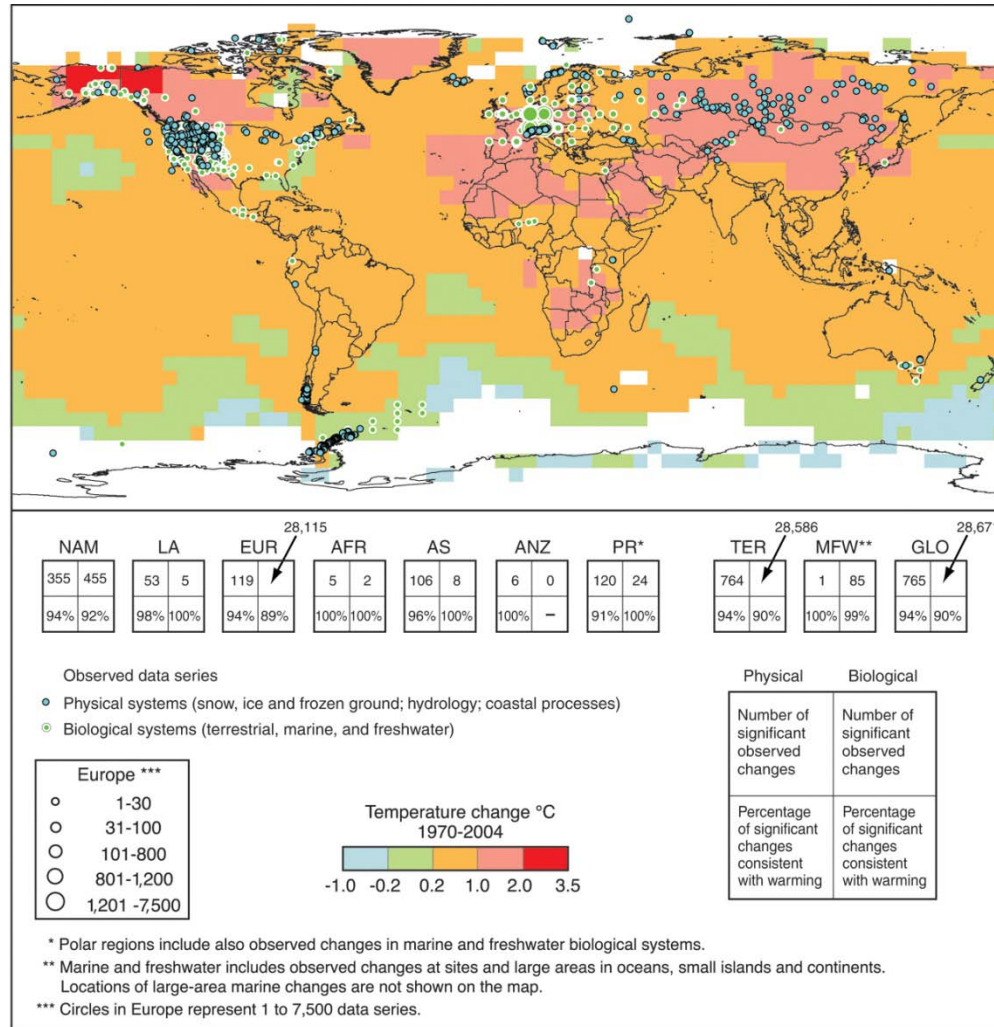 28,115
28,586
28,671
NAM LA EUR AFR AS ANZ PR* TER MFW** GLO
355 455 53 5 119 5 2 106 8 6 0 120 24 764 1 85 765
94% 92% 98% 100% 94% 89% 100% 100% 96% 100% 100% – 91% 100% 94% 90% 100% 99% 94% 90%
Observed data series
Physical systems (snow, ice and frozen ground; hydrology; coastal processes)
Biological systems (terrestrial, marine, and freshwater)
Physical Biological
Number of significant observed changes
Number of significant observed changes
Percentage of significant changes consistent with warming
Percentage of significant changes consistent with warming
Europe ***
1-30
31-100
101-800
801-1,200
1,201 -7,500
Temperature change °C
1970-2004
-1.0 -0.2 0.2 1.0 2.0 3.5
* Polar regions include also observed changes in marine and freshwater biological systems.
** Marine and freshwater includes observed changes at sites and large areas in oceans, small islands and continents.
Locations of large-area marine changes are not shown on the map.
*** Circles in Europe represent 1 to 7,500 data series.